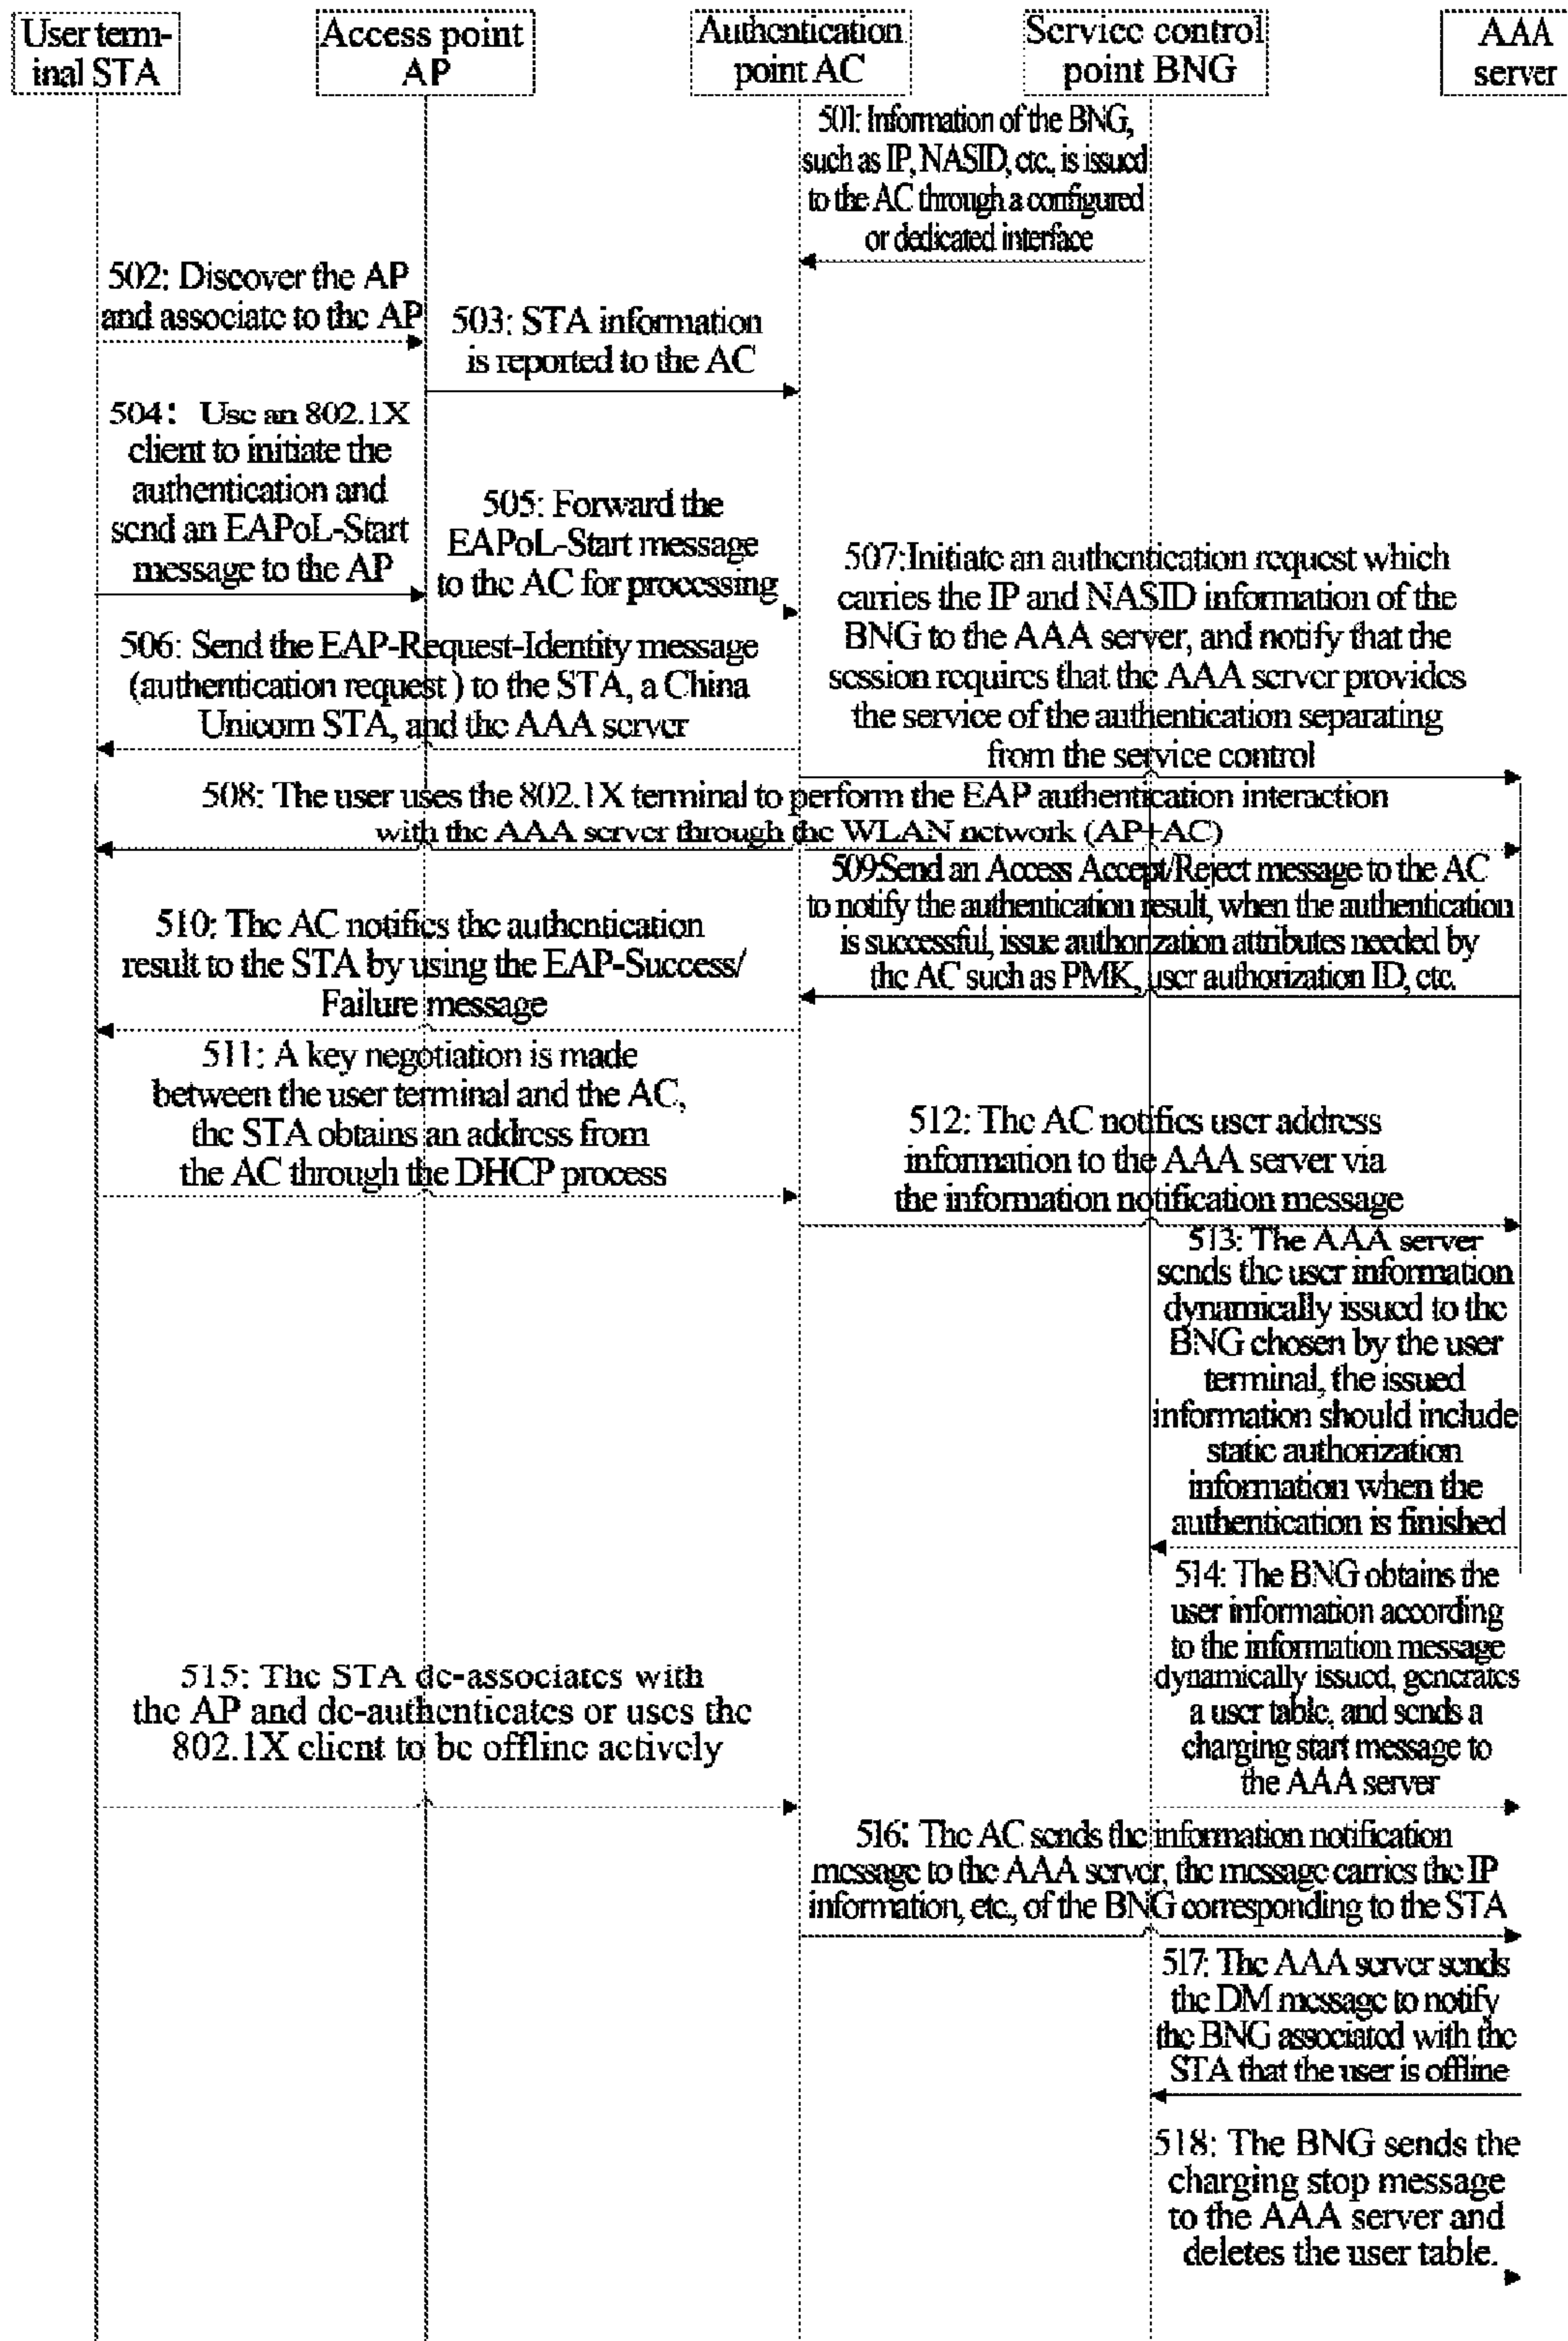 User term-
inal STA
Access point
AP
Authentication
point AC
Service control
point BNG
AAA
server
501: Information of the BNG,
such as IP, NASID, etc., is issued
to the AC through a configured
or dedicated interface
502: Discover the AP
and associate to the AP
503: STA information
is reported to the AC
504: Use an 802.1X
client to initiate the
authentication and
send an EAPoL-Start
message to the AP
505: Forward the
EAPoL-Start message
to the AC for processing
506: Send the EAP-Request-Identity message
(authentication request ) to the STA, a China
Unicom STA, and the AAA server
507:Initiate an authentication request which
carries the IP and NASID information of the
BNG to the AAA server, and notify that the
session requires that the AAA server provides
the service of the authentication separating
from the service control
508: The user uses the 802.1X terminal to perform the EAP authentication interaction
with the AAA server through the WLAN network (AP+AC)
509:Send an Access Accept/Reject message to the AC
to notify the authentication result, when the authentication
is successful, issue authorization attributes needed by
the AC such as PMK, user authorization ID, etc.
510: The AC notifies the authentication
result to the STA by using the EAP-Success/
Failure message
511: A key negotiation is made
between the user terminal and the AC,
the STA obtains an address from
the AC through the DHCP process
512: The AC notifies user address
information to the AAA server via
the information notification message
513: The AAA server
sends the user information
dynamically issued to the
BNG chosen by the user
terminal, the issued
information should include
static authorization
information when the
authentication is finished
514: The BNG obtains the
user information according
to the information message
dynamically issued, generates
a user table, and sends a
charging start message to
the AAA server
515: The STA de-associates with
the AP and de-authenticates or uses the
802.1X client to be offline actively
516: The AC sends the information notification
message to the AAA server, the message carries the IP
information, etc., of the BNG corresponding to the STA
517: The AAA server sends
the DM message to notify
the BNG associated with the
STA that the user is offline
518: The BNG sends the
charging stop message
to the AAA server and
deletes the user table.